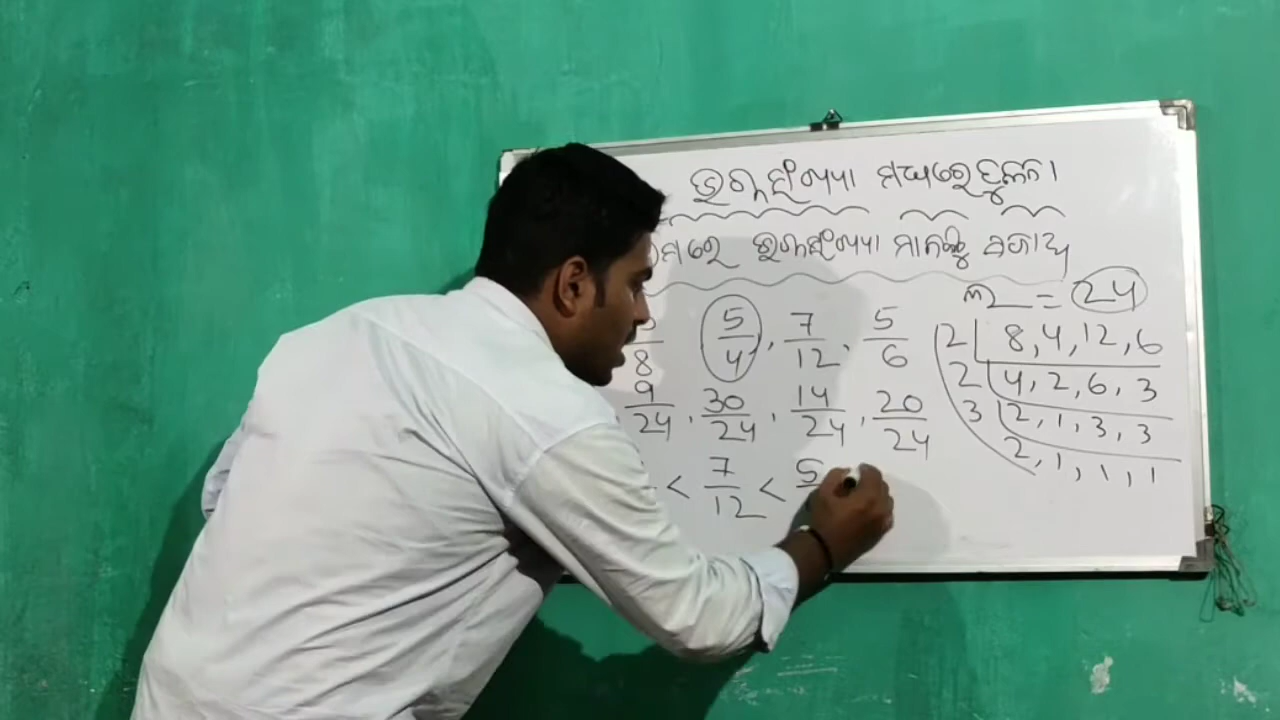 ଭଗ୍ନସଂଖ୍ୟା ମଧ୍ୟରେ ତୁଳନା
ଭଗ୍ନସଂଖ୍ୟା ମାନଙ୍କୁ ସଜାଅ
= 24
8 5/4, 7/12, 5/6
9/24, 30/24, 14/24, 20/24
< 7/12 < 5
2 | 8, 4, 12, 6
2 | 4, 2, 6, 3
3 | 2, 1, 3, 3
2, 1, 1, 1